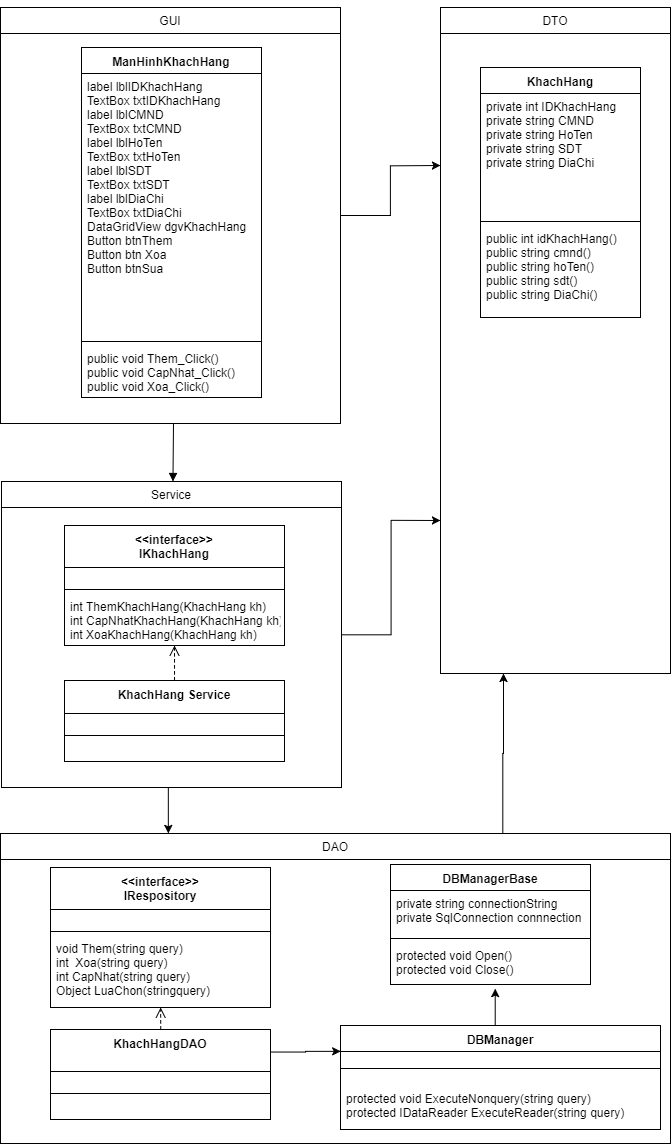 GUI
ManHinhKhachHang
label lblIDKhachHang
TextBox txtIDKhachHang
label lblCMND
TextBox txtCMND
label lblHoTen
TextBox txtHoTen
label lblSDT
TextBox txtSDT
label lblDiaChi
TextBox txtDiaChi
DataGridView dgvKhachHang
Button btnThem
Button btn Xoa
Button btnSua
public void Them_Click()
public void CapNhat_Click()
public void Xoa_Click()
DTO
KhachHang
private int IDKhachHang
private string CMND
private string HoTen
private string SDT
private string DiaChi
public int idKhachHang()
public string cmnd()
public string hoTen()
public string sdt()
public string DiaChi()
Service
<<interface>>
IKhachHang
int ThemKhachHang(KhachHang kh)
int CapNhatKhachHang(KhachHang kh)
int XoaKhachHang(KhachHang kh)
KhachHang Service
DAO
<<interface>>
IRespository
void Them(string query)
int  Xoa(string query)
int CapNhat(string query)
Object LuaChon(stringquery)
KhachHangDAO
DBManagerBase
private string connectionString
private SqlConnection connnection
protected void Open()
protected void Close()
DBManager
protected void ExecuteNonquery(string query)
protected IDataReader ExecuteReader(string query)